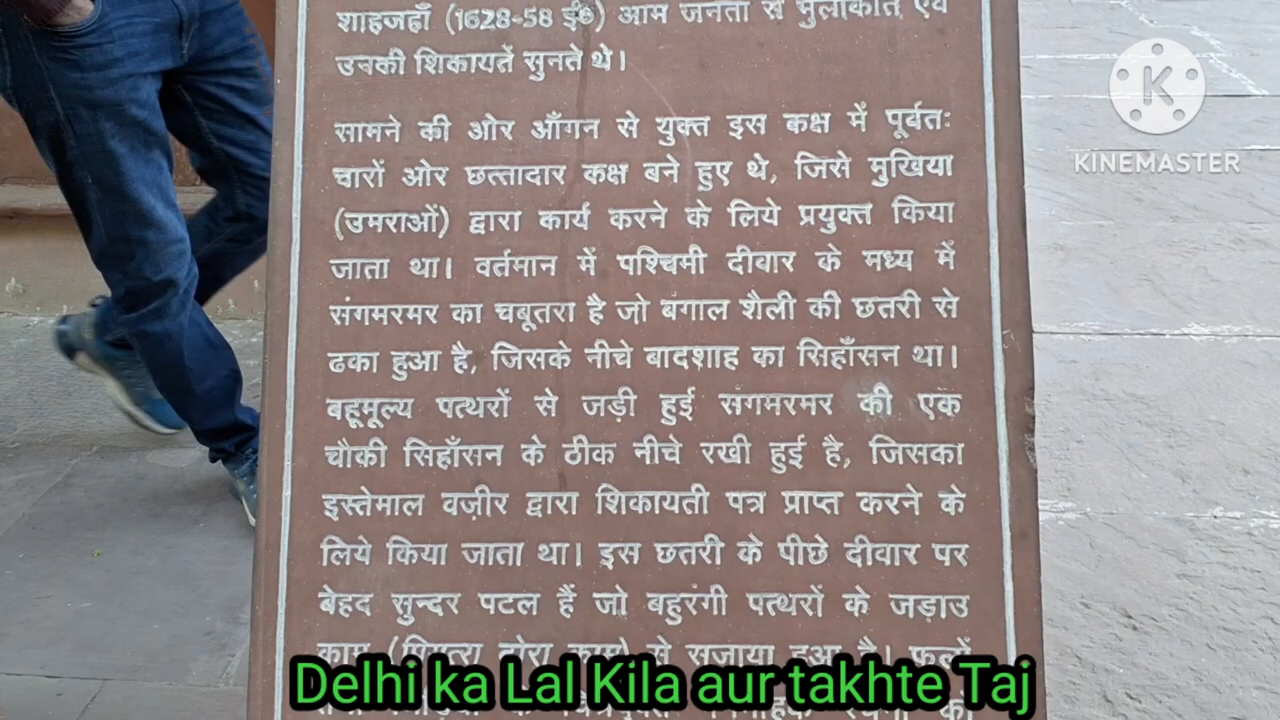 शाहजहाँ (1628-58 ई०) आम जनता से मुलाकात एवं
उनकी शिकायतें सुनते थे।
सामने की ओर आँगन से युक्त इस कक्ष में पूर्वतः
चारों ओर छत्तादार कक्ष बने हुए थे, जिसे मुखिया
(उमराओं) द्वारा कार्य करने के लिये प्रयुक्त किया
जाता था। वर्तमान में पश्चिमी दीवार के मध्य में
संगमरमर का चबूतरा है जो बगाल शैली की छतरी से
ढका हुआ है, जिसके नीचे बादशाह का सिहाँसन था।
बहूमूल्य पत्थरों से जड़ी हुई सगमरमर की एक
चौकी सिहाँसन के ठीक नीचे रखी हुई है, जिसका
इस्तेमाल वज़ीर द्वारा शिकायती पत्र प्राप्त करने के
लिये किया जाता था। इस छतरी के पीछे दीवार पर
बेहद सुन्दर पटल हैं जो बहुरंगी पत्थरों के जड़ाउ
काम से सजाया हुआ है। फूलों
Delhi ka Lal Kila aur takhte Taj
K
KINEMASTER